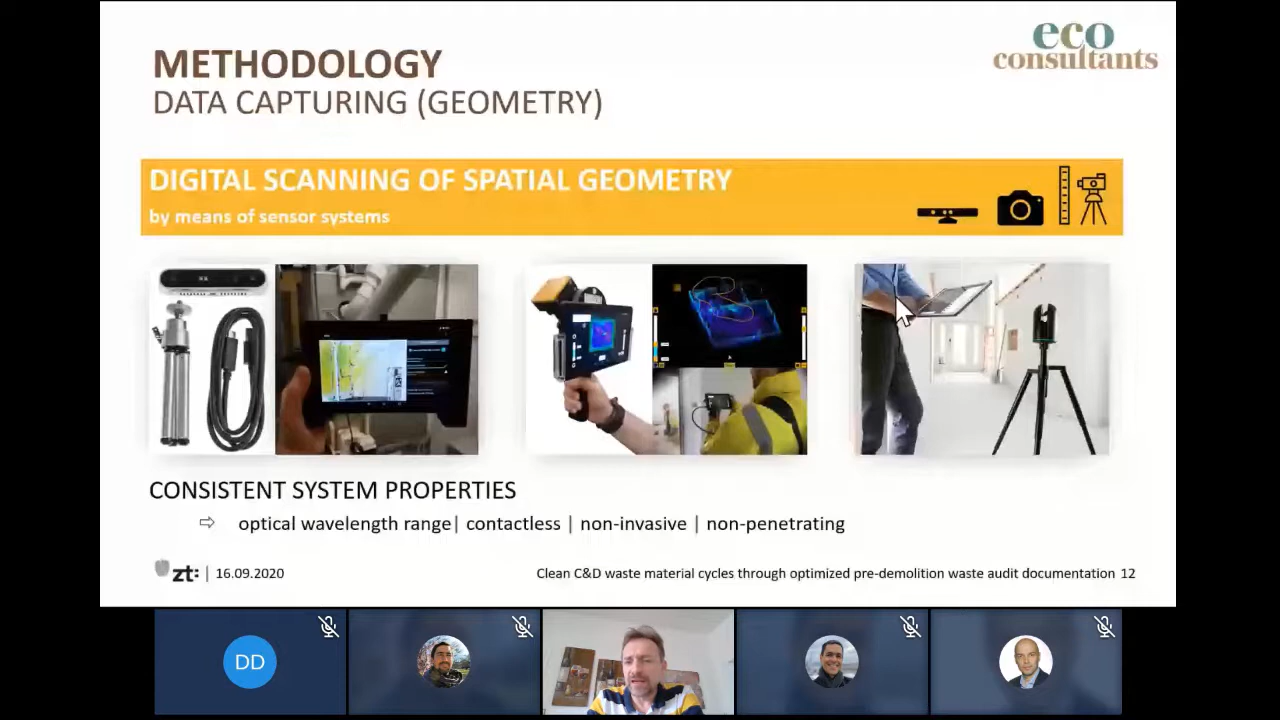 eco
consultants
METHODOLOGY
DATA CAPTURING (GEOMETRY)
DIGITAL SCANNING OF SPATIAL GEOMETRY
by means of sensor systems
CONSISTENT SYSTEM PROPERTIES
⇨ optical wavelength range| contactless | non-invasive | non-penetrating
zt: | 16.09.2020
Clean C&D waste material cycles through optimized pre-demolition waste audit documentation 12
DD